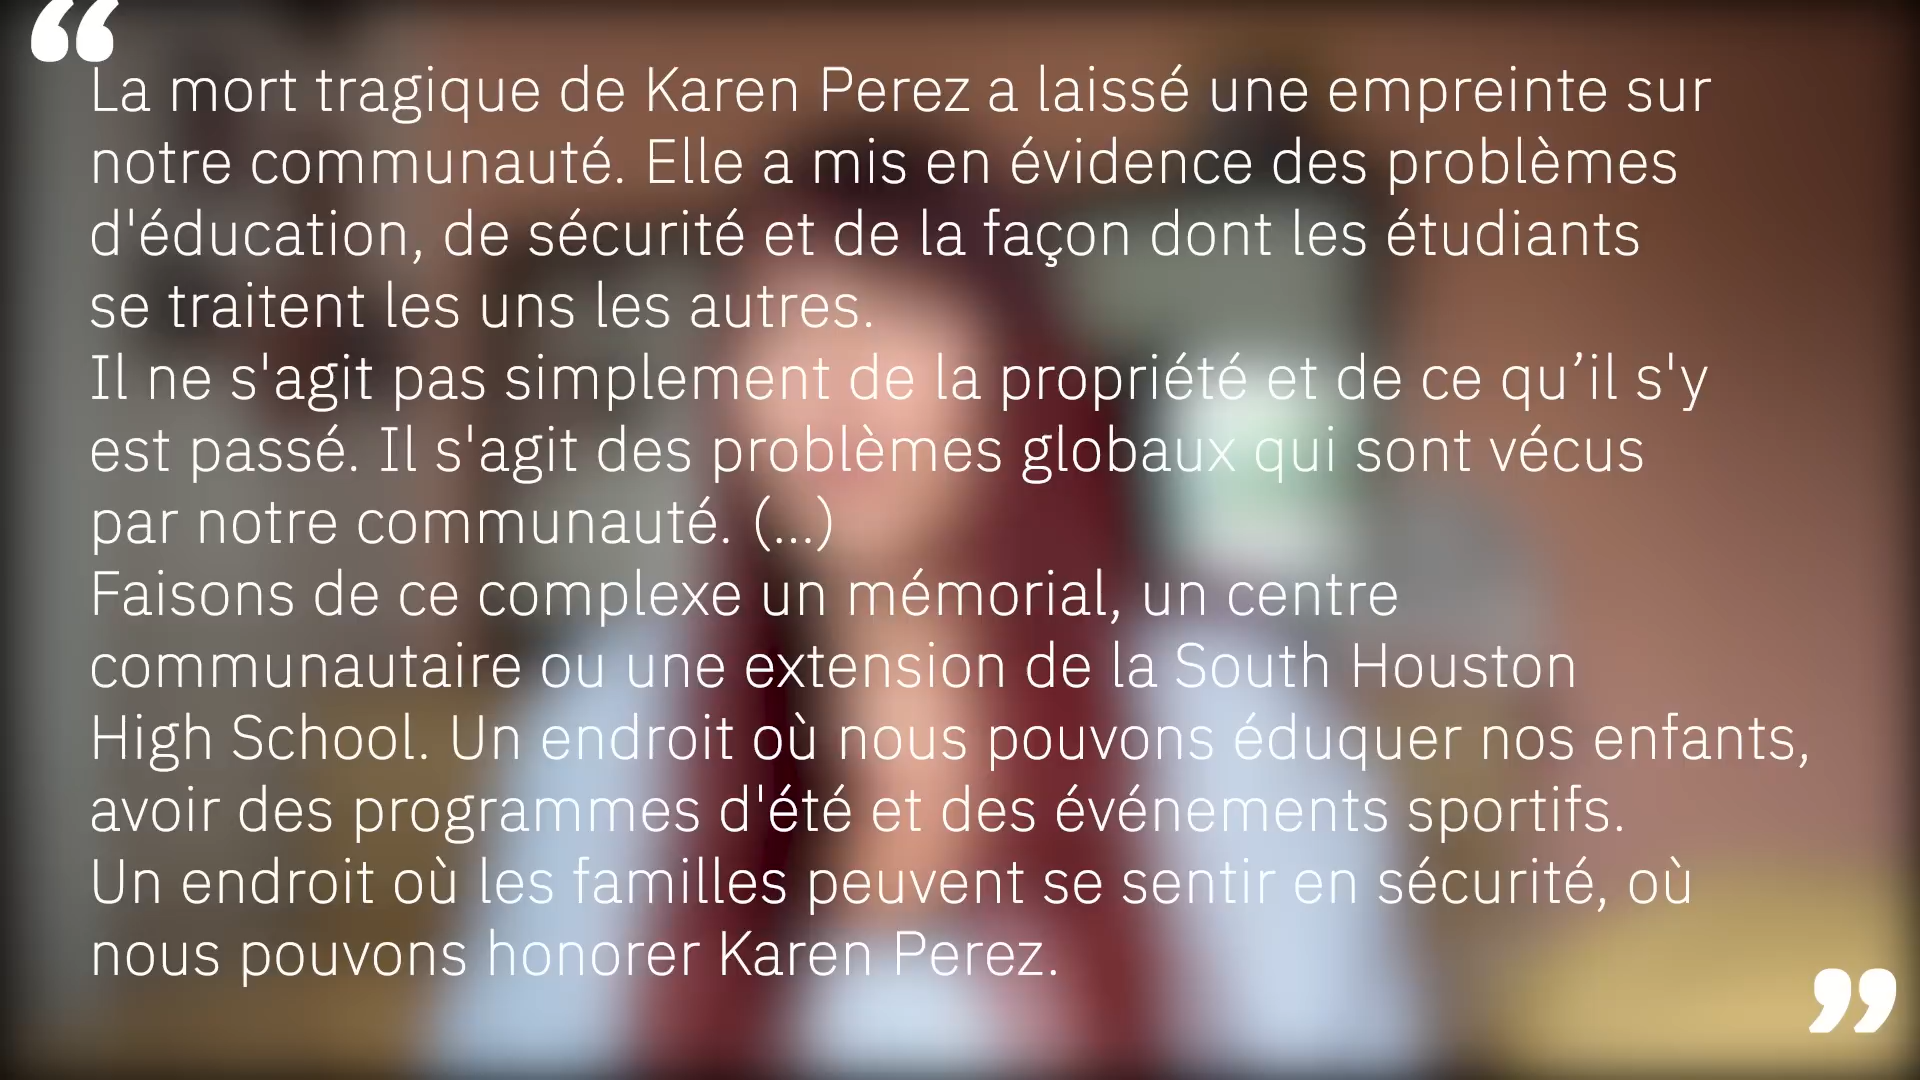 “
La mort tragique de Karen Perez a laissé une empreinte sur
notre communauté. Elle a mis en évidence des problèmes
d'éducation, de sécurité et de la façon dont les étudiants
se traitent les uns les autres.
Il ne s'agit pas simplement de la propriété et de ce qu’il s'y
est passé. Il s'agit des problèmes globaux qui sont vécus
par notre communauté. (...)
Faisons de ce complexe un mémorial, un centre
communautaire ou une extension de la South Houston
High School. Un endroit où nous pouvons éduquer nos enfants,
avoir des programmes d'été et des événements sportifs.
Un endroit où les familles peuvent se sentir en sécurité, où
nous pouvons honorer Karen Perez.
”